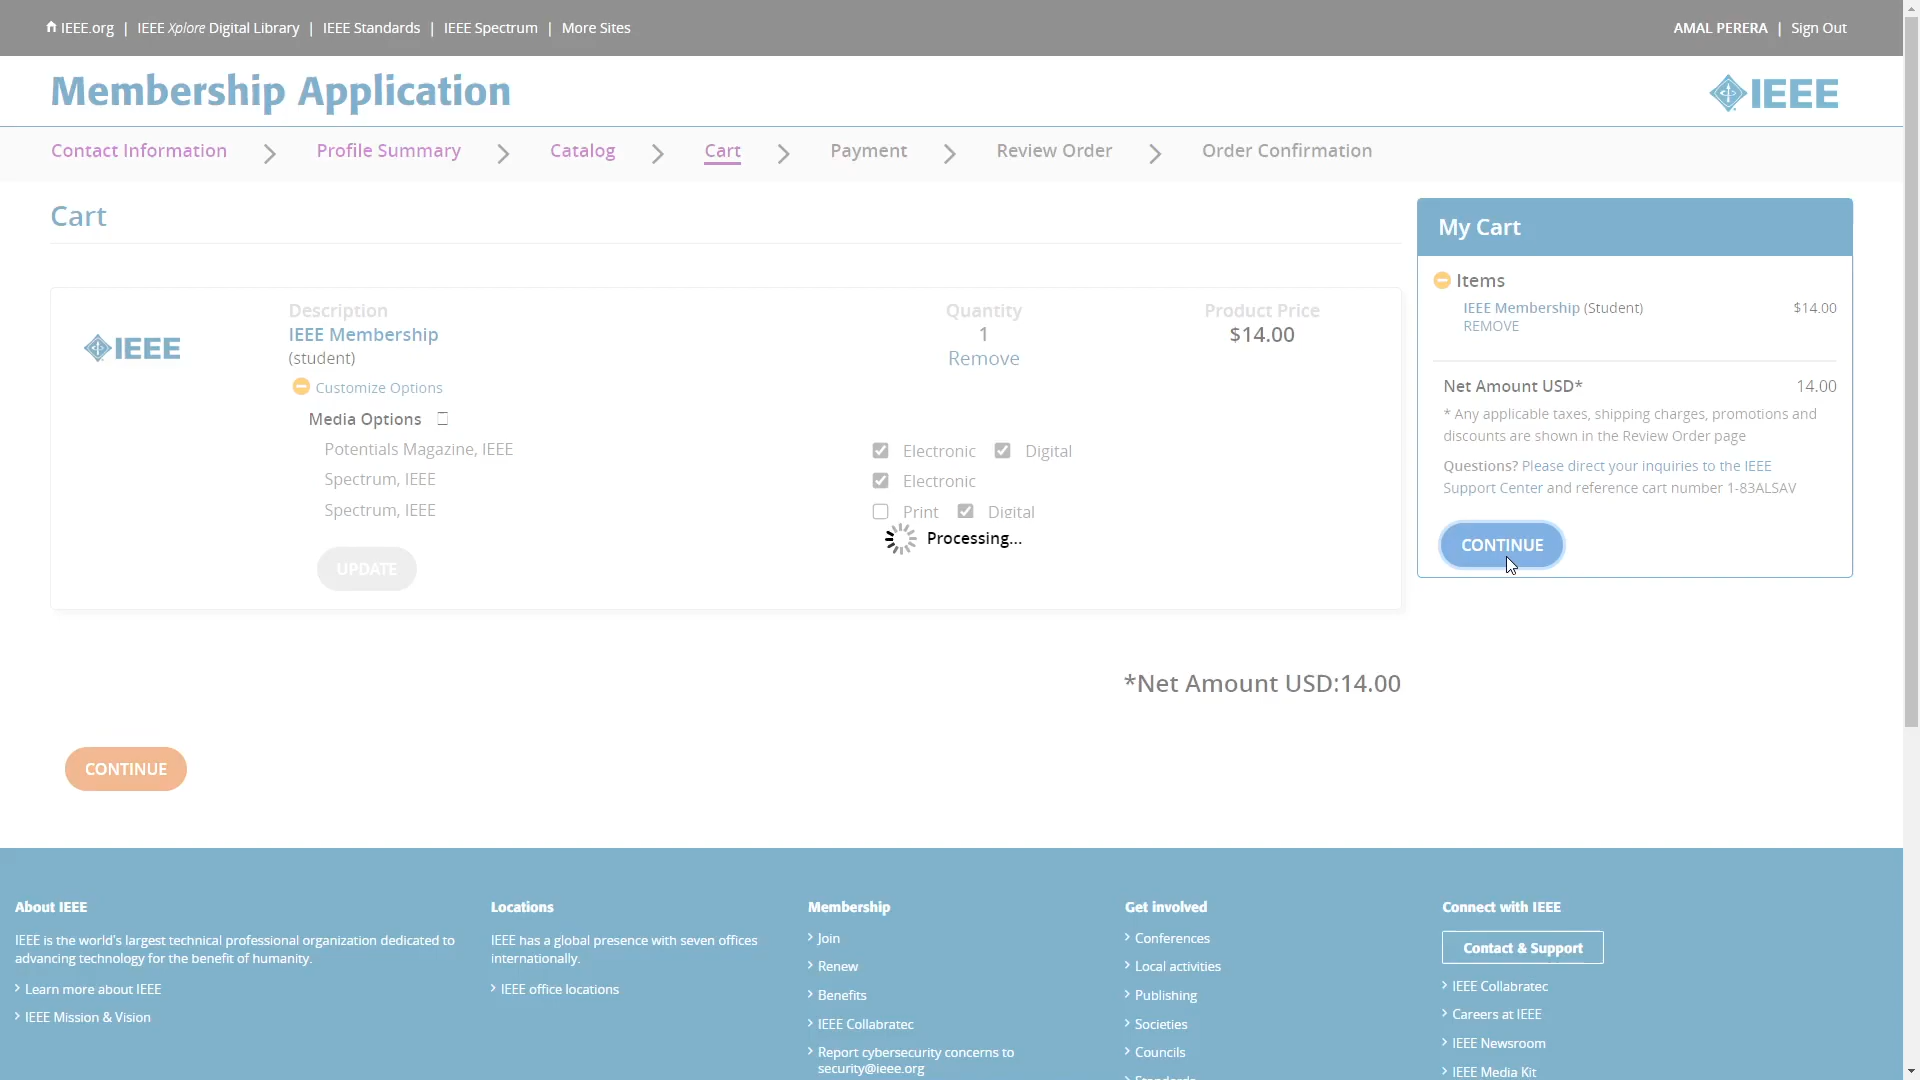 IEEE.org | IEEE Xplore Digital Library | IEEE Standards | IEEE Spectrum | More Sites
AMAL PERERA | Sign Out
Membership Application
IEEE
Contact Information
Profile Summary
Catalog
Cart
Payment
Review Order
Order Confirmation
Cart
IEEE
Description
IEEE Membership
(student)
Quantity
1
Remove
Product Price
$14.00
Customize Options
Media Options
Potentials Magazine, IEEE
Electronic Digital
Spectrum, IEEE
Electronic
Spectrum, IEEE
Print Digital
Processing...
UPDATE
*Net Amount USD:14.00
CONTINUE
My Cart
Items
IEEE Membership (Student) $14.00
REMOVE
Net Amount USD* 14.00
* Any applicable taxes, shipping charges, promotions and
discounts are shown in the Review Order page
Questions? Please direct your inquiries to the IEEE
Support Center and reference cart number 1-83ALSAV
CONTINUE
About IEEE
IEEE is the world's largest technical professional organization dedicated to
advancing technology for the benefit of humanity.
Learn more about IEEE
IEEE Mission & Vision
Locations
IEEE has a global presence with seven offices
internationally.
IEEE office locations
Membership
Join
Renew
Benefits
IEEE Collabratec
Report cybersecurity concerns to
security@ieee.org
Get involved
Conferences
Local activities
Publishing
Societies
Councils
Standards
Connect with IEEE
Contact & Support
IEEE Collabratec
Careers at IEEE
IEEE Newsroom
IEEE Media Kit